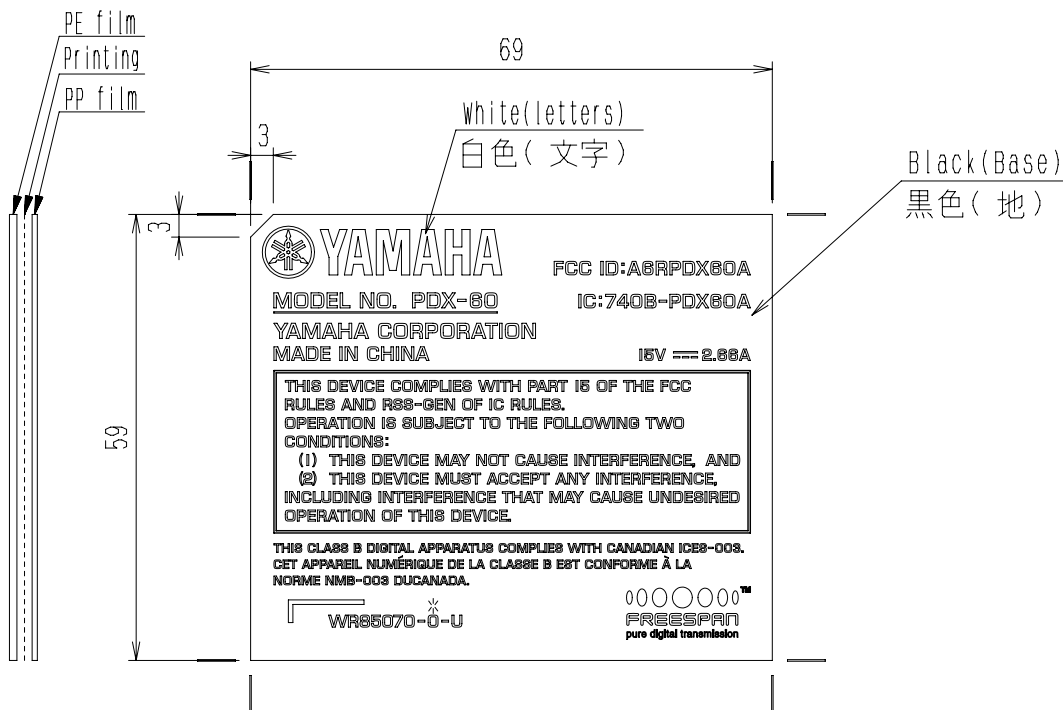 PE film
Printing
PP film
69
3
White(letters)
白色( 文字 )
Black(Base)
黒色( 地 )
3
59
YAMAHA
FCC ID:A6RPDX60A
MODEL NO. PDX-60
IC:740B-PDX60A
YAMAHA CORPORATION
MADE IN CHINA
15V 2.66A
THIS DEVICE COMPLIES WITH PART 15 OF THE FCC
RULES AND RSS-GEN OF IC RULES.
OPERATION IS SUBJECT TO THE FOLLOWING TWO
CONDITIONS:
(1) THIS DEVICE MAY NOT CAUSE INTERFERENCE, AND
(2) THIS DEVICE MUST ACCEPT ANY INTERFERENCE,
INCLUDING INTERFERENCE THAT MAY CAUSE UNDESIRED
OPERATION OF THIS DEVICE.
THIS CLASS B DIGITAL APPARATUS COMPLIES WITH CANADIAN ICES-003.
CET APPAREIL NUMÉRIQUE DE LA CLASSE B EST CONFORME À LA
NORME NMB-003 DUCANADA.
WR85070-0-U
TM
FREESPAN
pure digital transmission